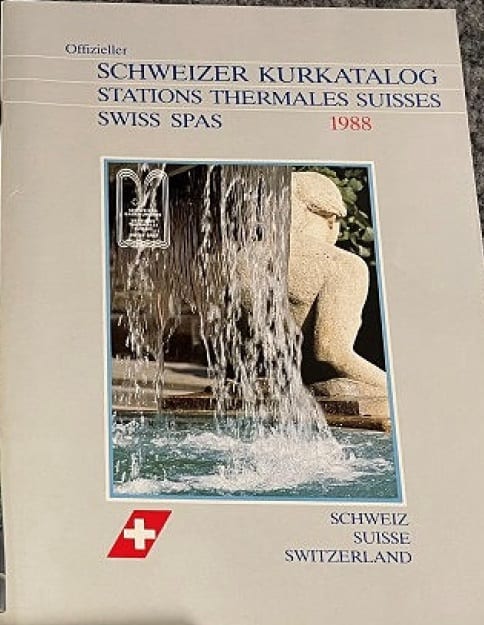 Offizieller
SCHWEIZER KURKATALOG
STATIONS THERMALES SUISSES
SWISS SPAS 1988
SCHWEIZ
SUISSE
SWITZERLAND